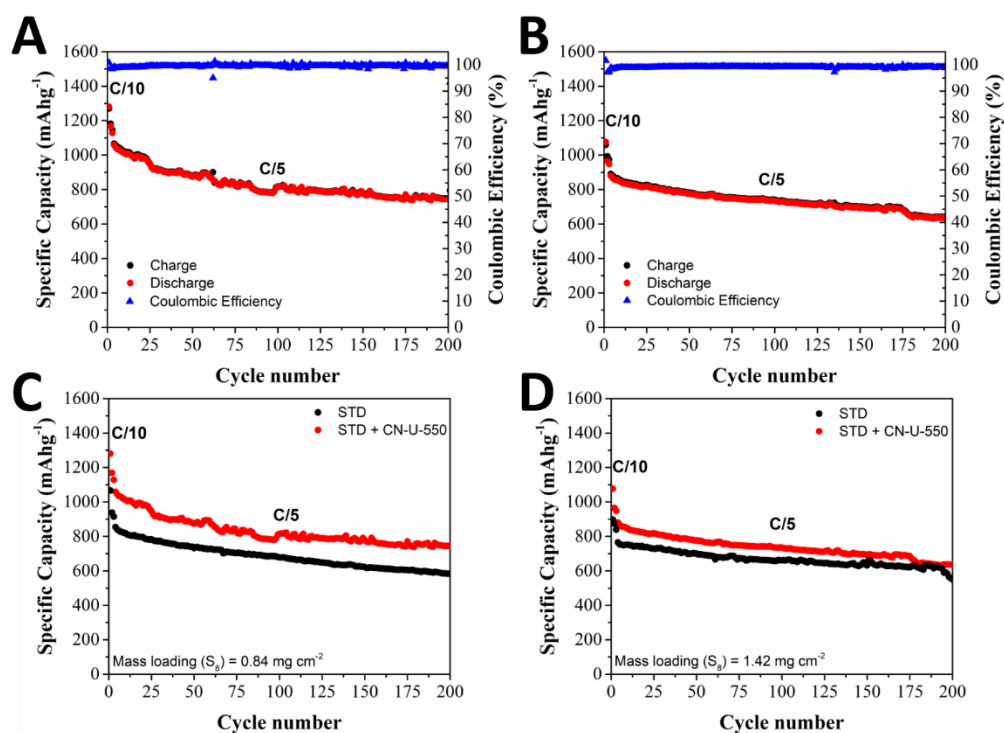 A
Specific Capacity (mAhg⁻¹)
1600
1400
1200
1000
800
600
400
200
0
C/10
C/5
Charge
Discharge
Coulombic Efficiency
100
90
80
70
60
50
40
30
20
10
0
Coulombic Efficiency (%)
0 25 50 75 100 125 150 175 200
Cycle number
B
Specific Capacity (mAhg⁻¹)
1600
1400
1200
1000
800
600
400
200
0
C/10
C/5
Charge
Discharge
Coulombic Efficiency
100
90
80
70
60
50
40
30
20
10
0
Coulombic Efficiency (%)
0 25 50 75 100 125 150 175 200
Cycle number
C
Specific Capacity (mAhg⁻¹)
1600
1400
1200
1000
800
600
400
200
0
STD
STD + CN-U-550
C/10
C/5
Mass loading (S₈) = 0.84 mg cm⁻²
0 25 50 75 100 125 150 175 200
Cycle number
D
Specific Capacity (mAhg⁻¹)
1600
1400
1200
1000
800
600
400
200
0
STD
STD + CN-U-550
C/10
C/5
Mass loading (S₈) = 1.42 mg cm⁻²
0 25 50 75 100 125 150 175 200
Cycle number